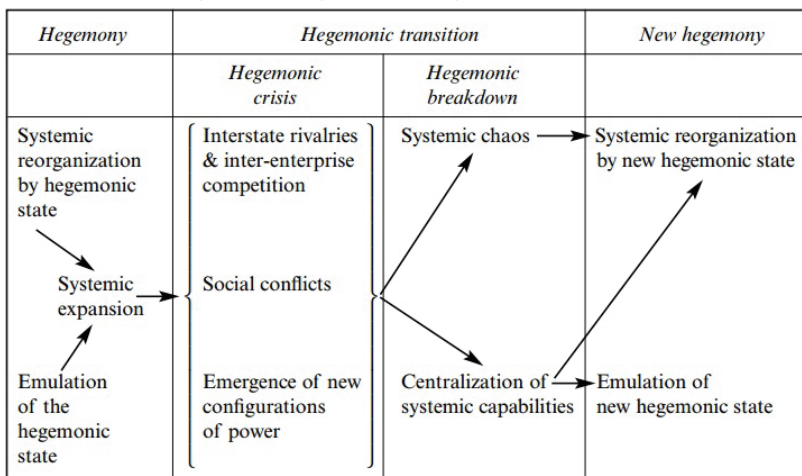 Hegemony
Hegemonic transition
New hegemony
Hegemonic
crisis
Hegemonic
breakdown
Systemic
reorganization
by hegemonic
state
Systemic
expansion
Emulation
of the
hegemonic
state
Interstate rivalries
& inter-enterprise
competition
Social conflicts
Emergence of new
configurations
of power
Systemic chaos
Centralization of
systemic capabilities
Systemic reorganization
by new hegemonic state
Emulation of
new hegemonic state